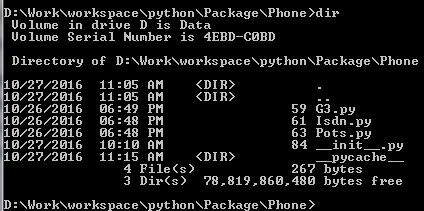 D:\Work\workspace\python\Package\Phone>dir
Volume in drive D is Data
Volume Serial Number is 4EBD-C0BD
Directory of D:\Work\workspace\python\Package\Phone
10/27/2016 11:05 AM <DIR> .
10/27/2016 11:05 AM <DIR> ..
10/26/2016 06:49 PM 59 G3.py
10/26/2016 06:48 PM 61 Isdn.py
10/26/2016 06:48 PM 63 Pots.py
10/27/2016 10:10 AM 84 __init__.py
10/27/2016 11:15 AM <DIR> __pycache__
4 File(s) 267 bytes
3 Dir(s) 78,819,860,480 bytes free
D:\Work\workspace\python\Package\Phone>